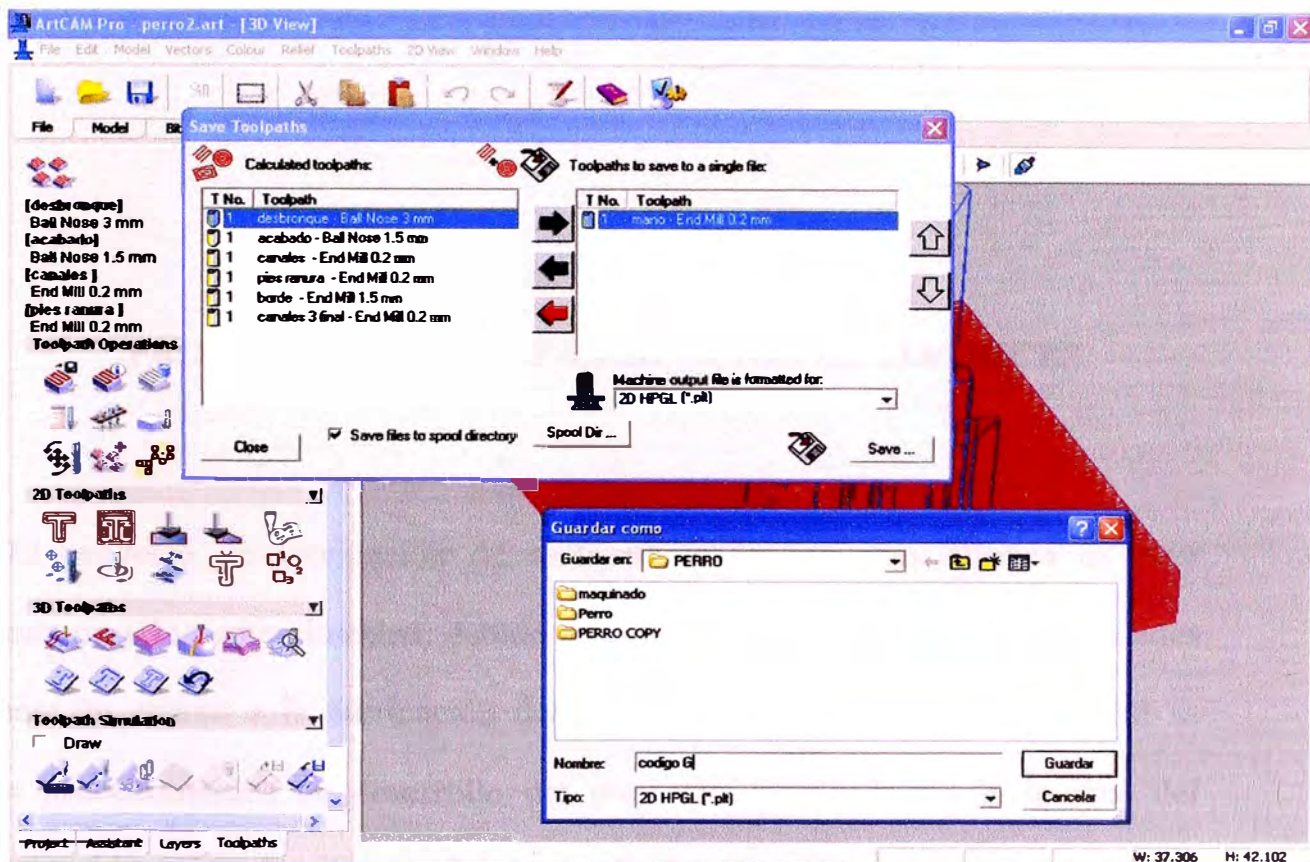 ArtCAM Pro - perro2.art - [3D View]
File Edit Model Vectors Colour Relief Toolpaths 2D View Window Help
File Model
[desbronque]
Ball Nose 3 mm
[acabado]
Ball Nose 1.5 mm
[canales ]
End Mill 0.2 mm
[pies ranura ]
End Mill 0.2 mm
Toolpath Operations
2D Toolpaths
3D Toolpaths
Toolpath Simulation
Draw
Project Assistant Layers Toolpaths
Save Toolpaths
Calculated toolpaths:
T No. Toolpath
1 desbronque - Ball Nose 3 mm
1 acabado - Ball Nose 1.5 mm
1 canales - End Mill 0.2 mm
1 pies ranura - End Mill 0.2 mm
1 borde - End Mill 1.5 mm
1 canales 3 final - End Mill 0.2 mm
Toolpaths to save to a single file:
T No. Toolpath
1 mano - End Mill 0.2 mm
Machine output file is formatted for:
2D HPGL (*.plt)
Close
Save files to spool directory
Spool Dir ...
Save ...
Guardar como
Guardar en: PERRO
maquinado
Perro
PERRO COPY
Nombre: codigo G
Guardar
Tipo: 2D HPGL (*.plt)
Cancelar
W: 37.306 H: 42.102